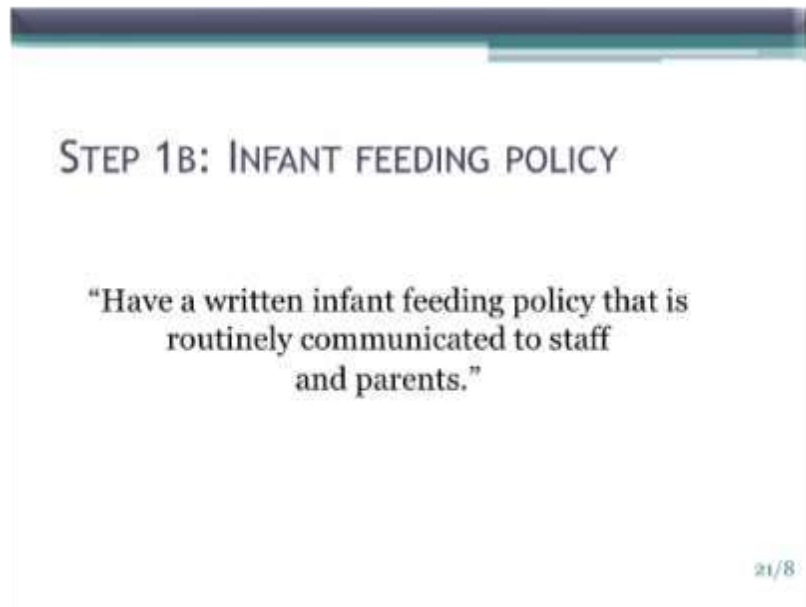 STEP 1B: INFANT FEEDING POLICY
“Have a written infant feeding policy that is
routinely communicated to staff
and parents.”
21/8